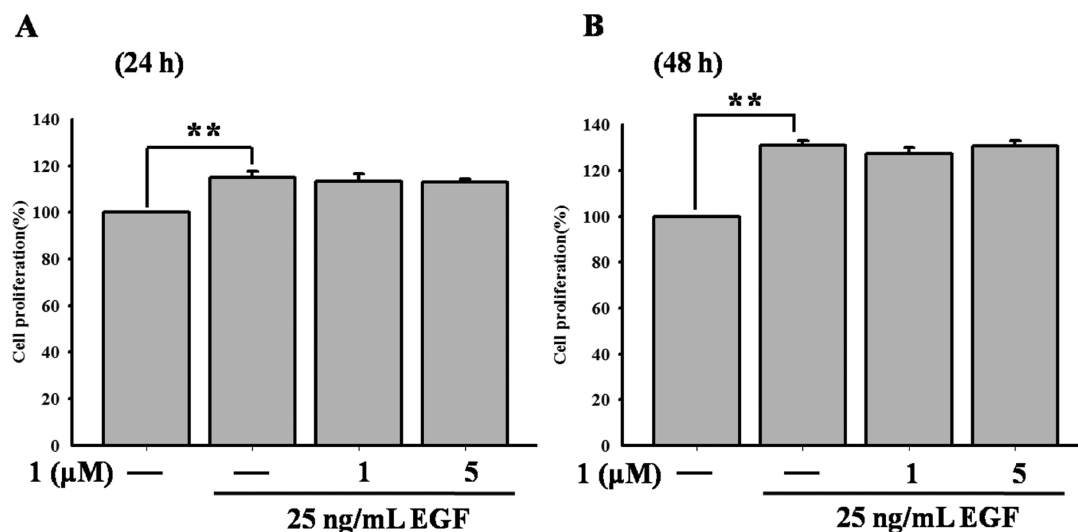 A
(24 h)
**
Cell proliferation(%)
140
120
100
80
60
40
20
0
1 (µM) — — 1 5
25 ng/mL EGF
B
(48 h)
**
Cell proliferation(%)
140
120
100
80
60
40
20
0
1 (µM) — — 1 5
25 ng/mL EGF